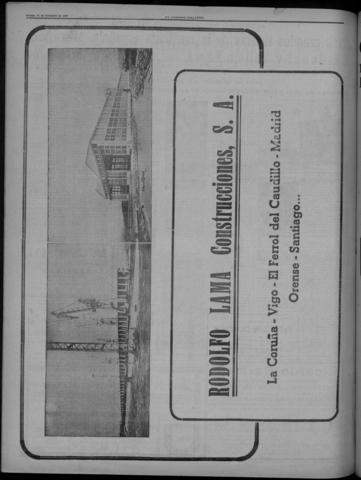 RODOLFO LAMA Construcciones, S. A.
La Coruña - Vigo - El Ferrol del Caudillo - Madrid
Orense - Santiago...